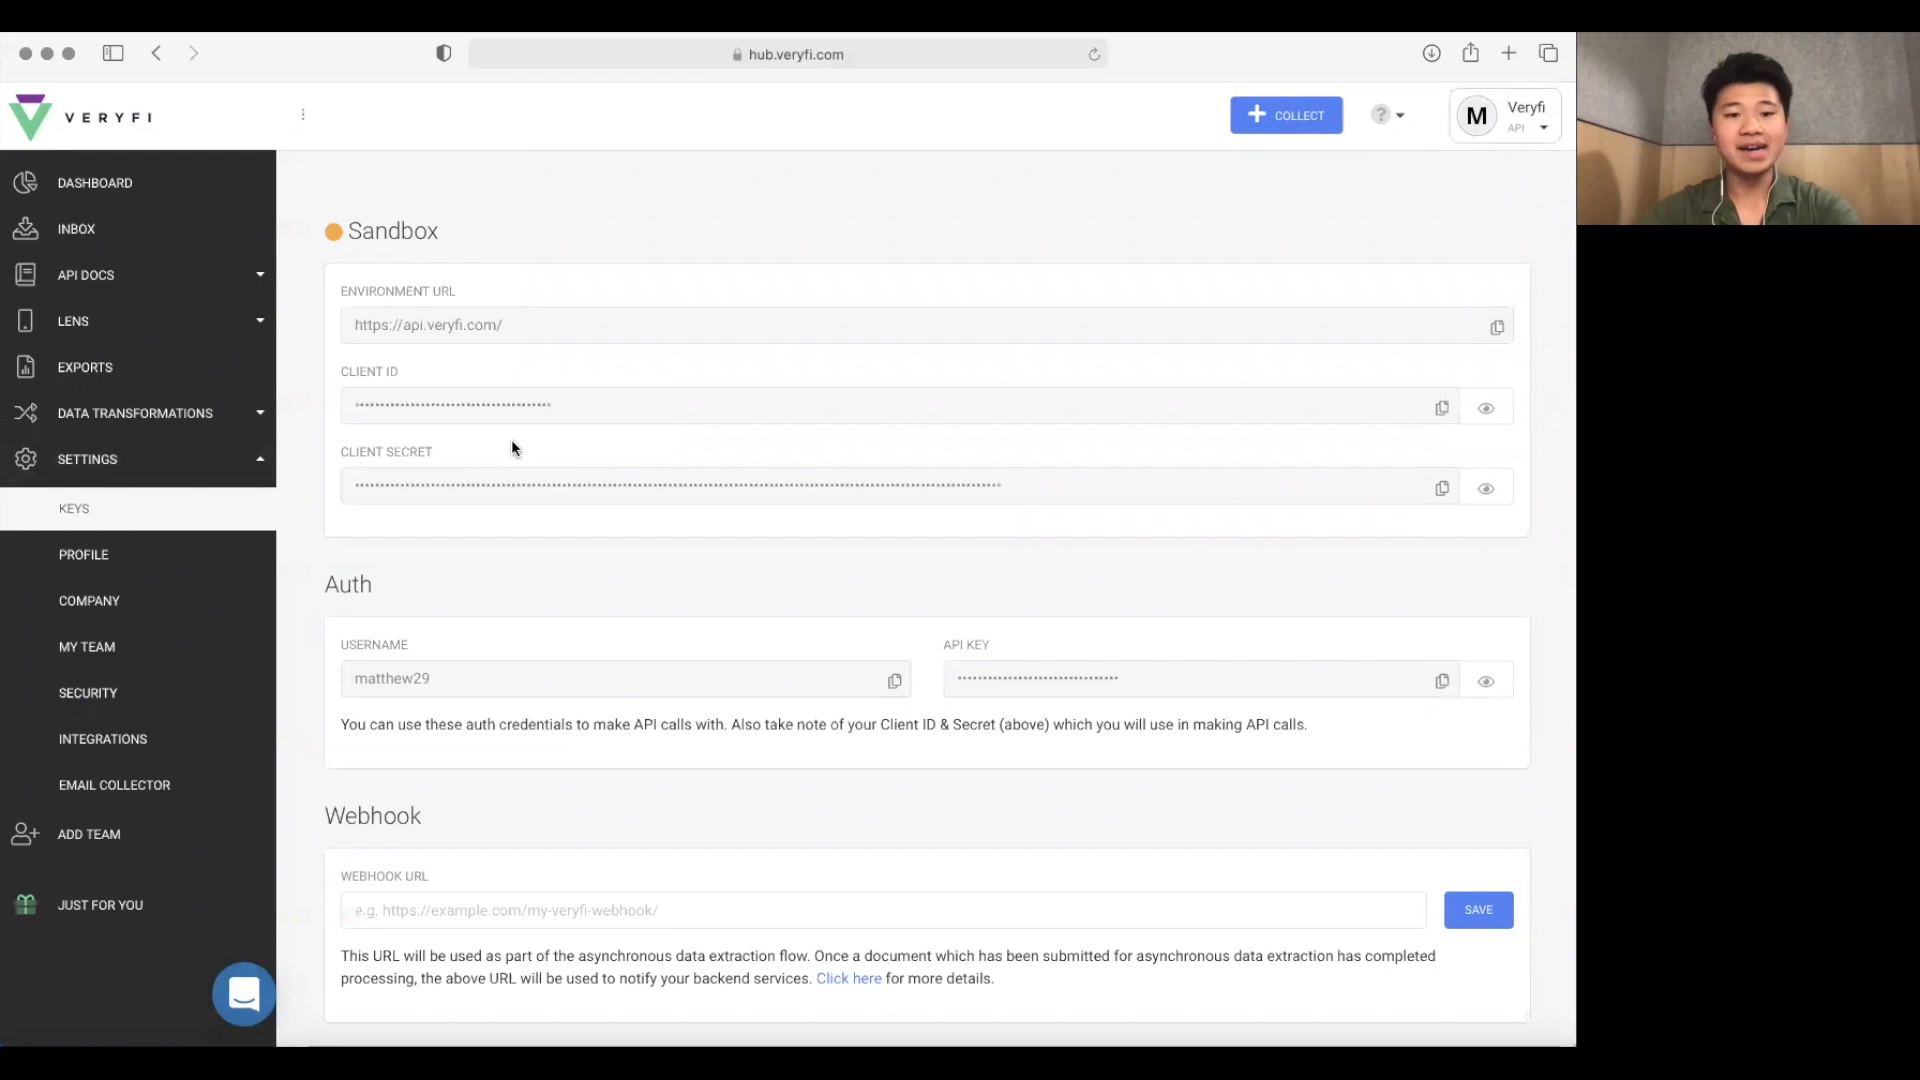 hub.veryfi.com
VERYFI
COLLECT
?
M
Veryfi
API
DASHBOARD
INBOX
API DOCS
LENS
EXPORTS
DATA TRANSFORMATIONS
SETTINGS
KEYS
PROFILE
COMPANY
MY TEAM
SECURITY
INTEGRATIONS
EMAIL COLLECTOR
ADD TEAM
JUST FOR YOU
Sandbox
ENVIRONMENT URL
https://api.veryfi.com/
CLIENT ID
CLIENT SECRET
Auth
USERNAME
matthew29
API KEY
You can use these auth credentials to make API calls with. Also take note of your Client ID & Secret (above) which you will use in making API calls.
Webhook
WEBHOOK URL
e.g. https://example.com/my-veryfi-webhook/
SAVE
This URL will be used as part of the asynchronous data extraction flow. Once a document which has been submitted for asynchronous data extraction has completed
processing, the above URL will be used to notify your backend services. Click here for more details.